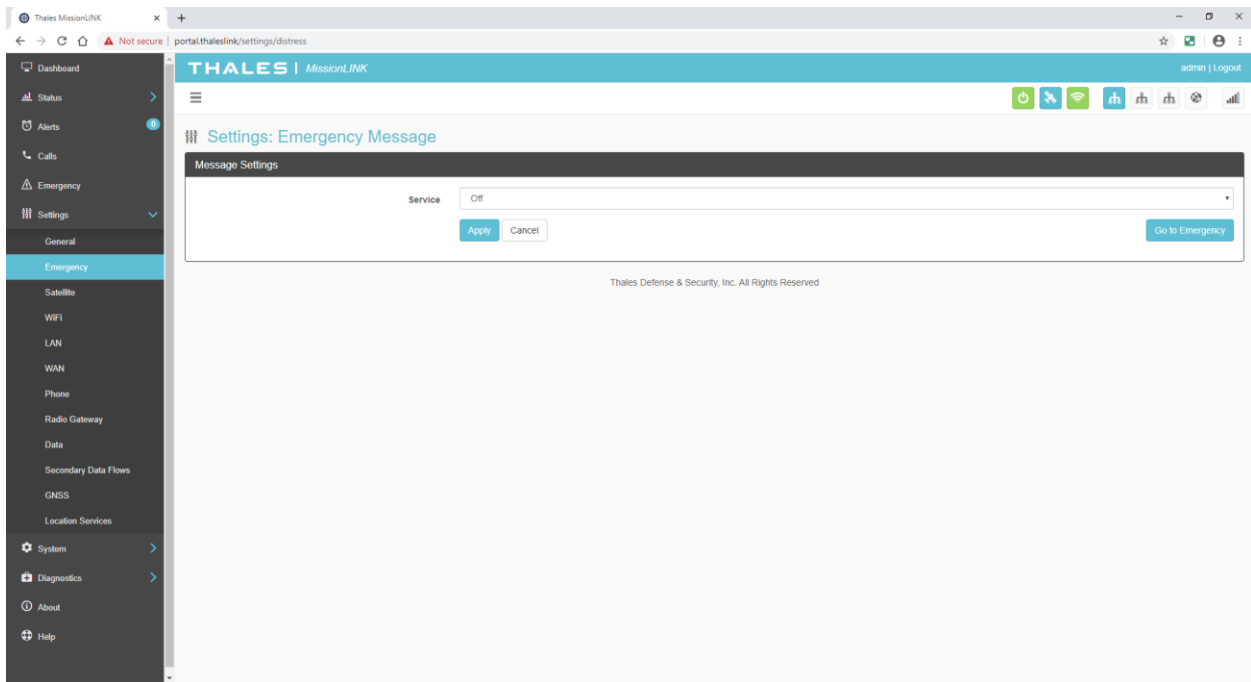 Thales MissionLINK
Not secure | portal.thaleslink/settings/distress
Dashboard
THALES | MissionLINK
admin | Logout
Status
Alerts
0
Calls
Emergency
Settings
General
Emergency
Satellite
WiFi
LAN
WAN
Phone
Radio Gateway
Data
Secondary Data Flows
GNSS
Location Services
System
Diagnostics
About
Help
Settings: Emergency Message
Message Settings
Service
Off
Apply
Cancel
Go to Emergency
Thales Defense & Security, Inc. All Rights Reserved